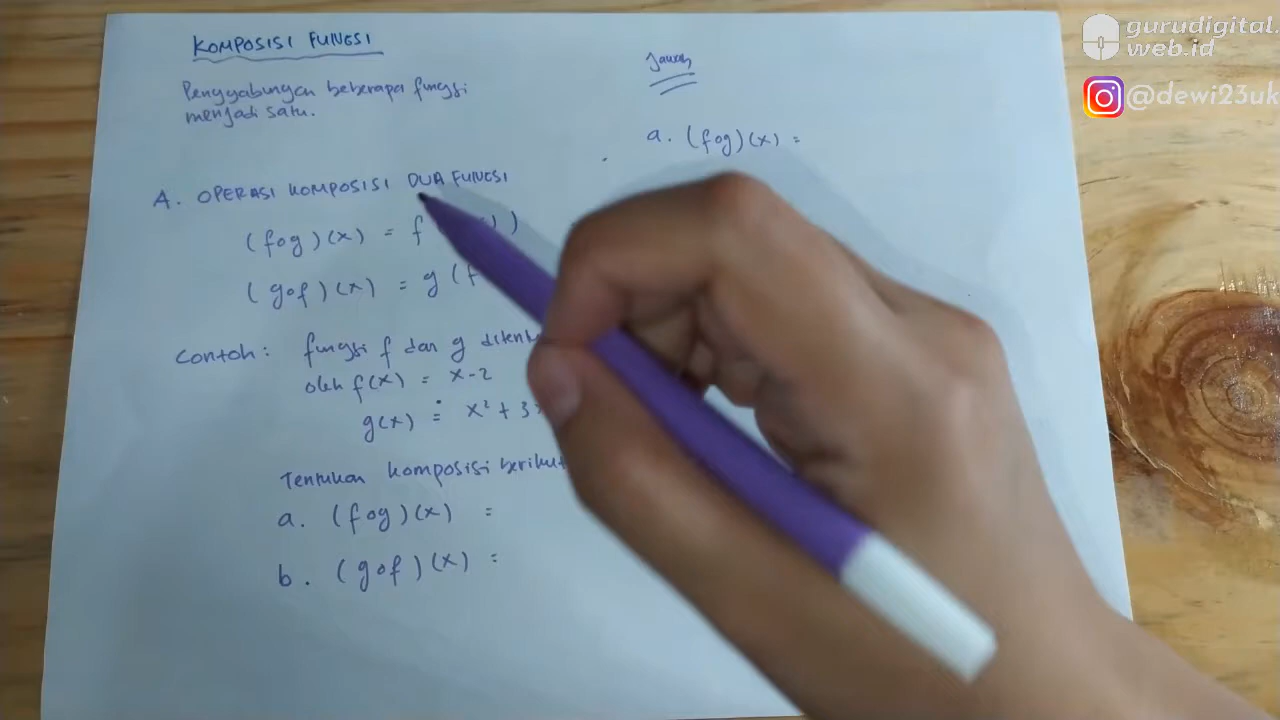 KOMPOSISI FUNGSI
Penggabungan beberapa fungsi
menjadi satu.
A. OPERASI KOMPOSISI DUA FUNGSI
(fog)(x) = f
(gof)(x) = g (f
Contoh: fungsi f dan g
oleh f(x) = x-2
g(x) = x² + 3
Tentukan komposisi berikut
a. (fog)(x) =
b. (gof)(x) =
Jawab
a. (fog)(x) =
gurudigital.
web.id
@dewi23uk